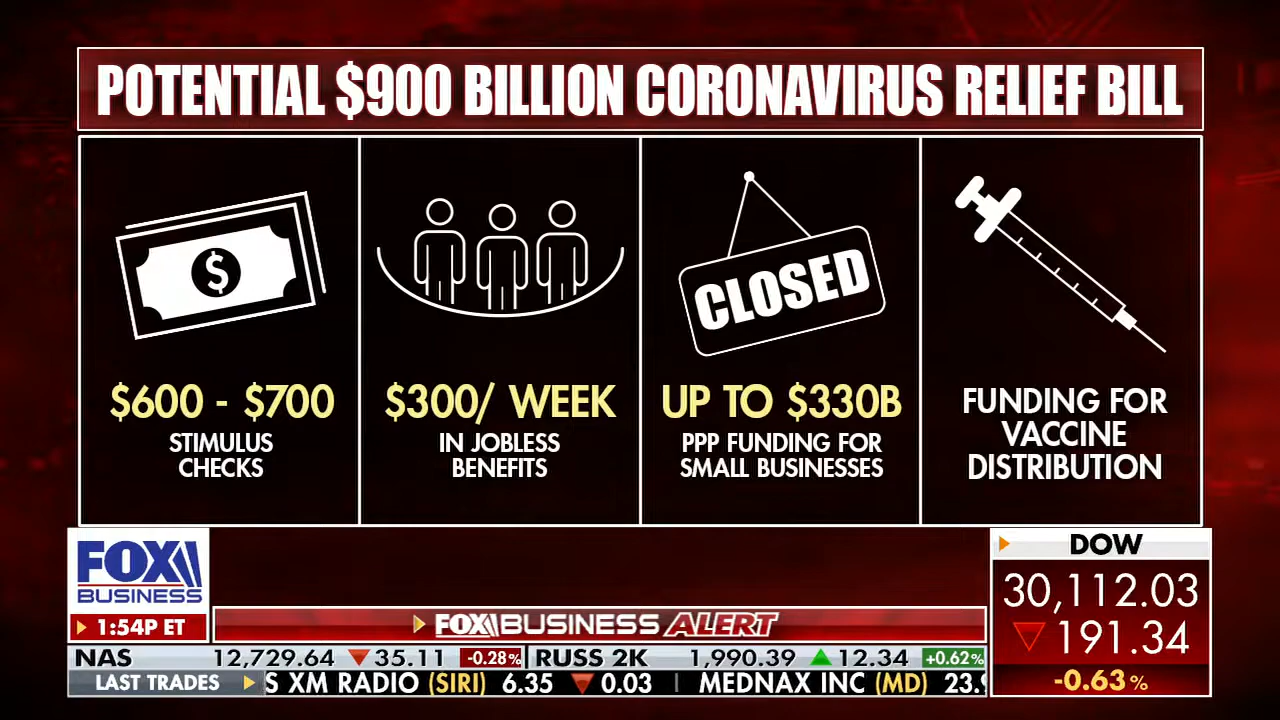 POTENTIAL $900 BILLION CORONAVIRUS RELIEF BILL
$
$600 - $700
STIMULUS
CHECKS
$300/ WEEK
IN JOBLESS
BENEFITS
CLOSED
UP TO $330B
PPP FUNDING FOR
SMALL BUSINESSES
FUNDING FOR
VACCINE
DISTRIBUTION
FOX
BUSINESS
1:54P ET
FOX BUSINESS ALERT
DOW
30,112.03
191.34
-0.63%
NAS 12,729.64 35.11 -0.28% RUSS 2K 1,990.39 12.34 +0.62%
LAST TRADES S XM RADIO (SIRI) 6.35 0.03 | MEDNAX INC (MD) 23.